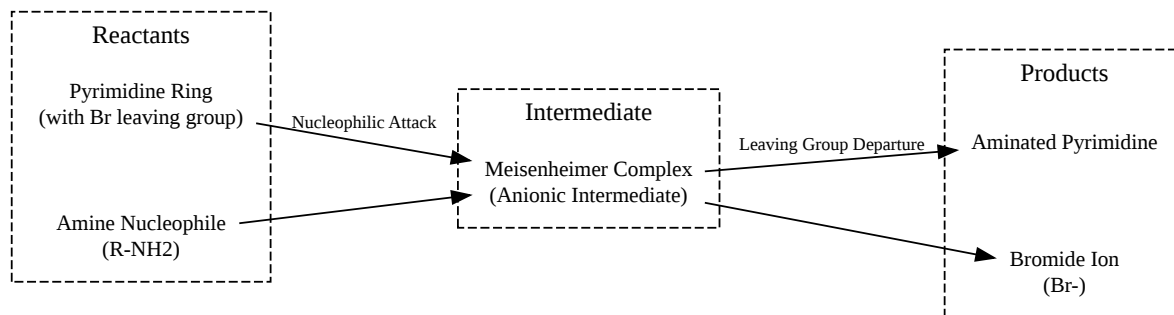 Reactants
Pyrimidine Ring
(with Br leaving group)
Amine Nucleophile
(R-NH2)
Nucleophilic Attack
Intermediate
Meisenheimer Complex
(Anionic Intermediate)
Leaving Group Departure
Products
Aminated Pyrimidine
Bromide Ion
(Br-)